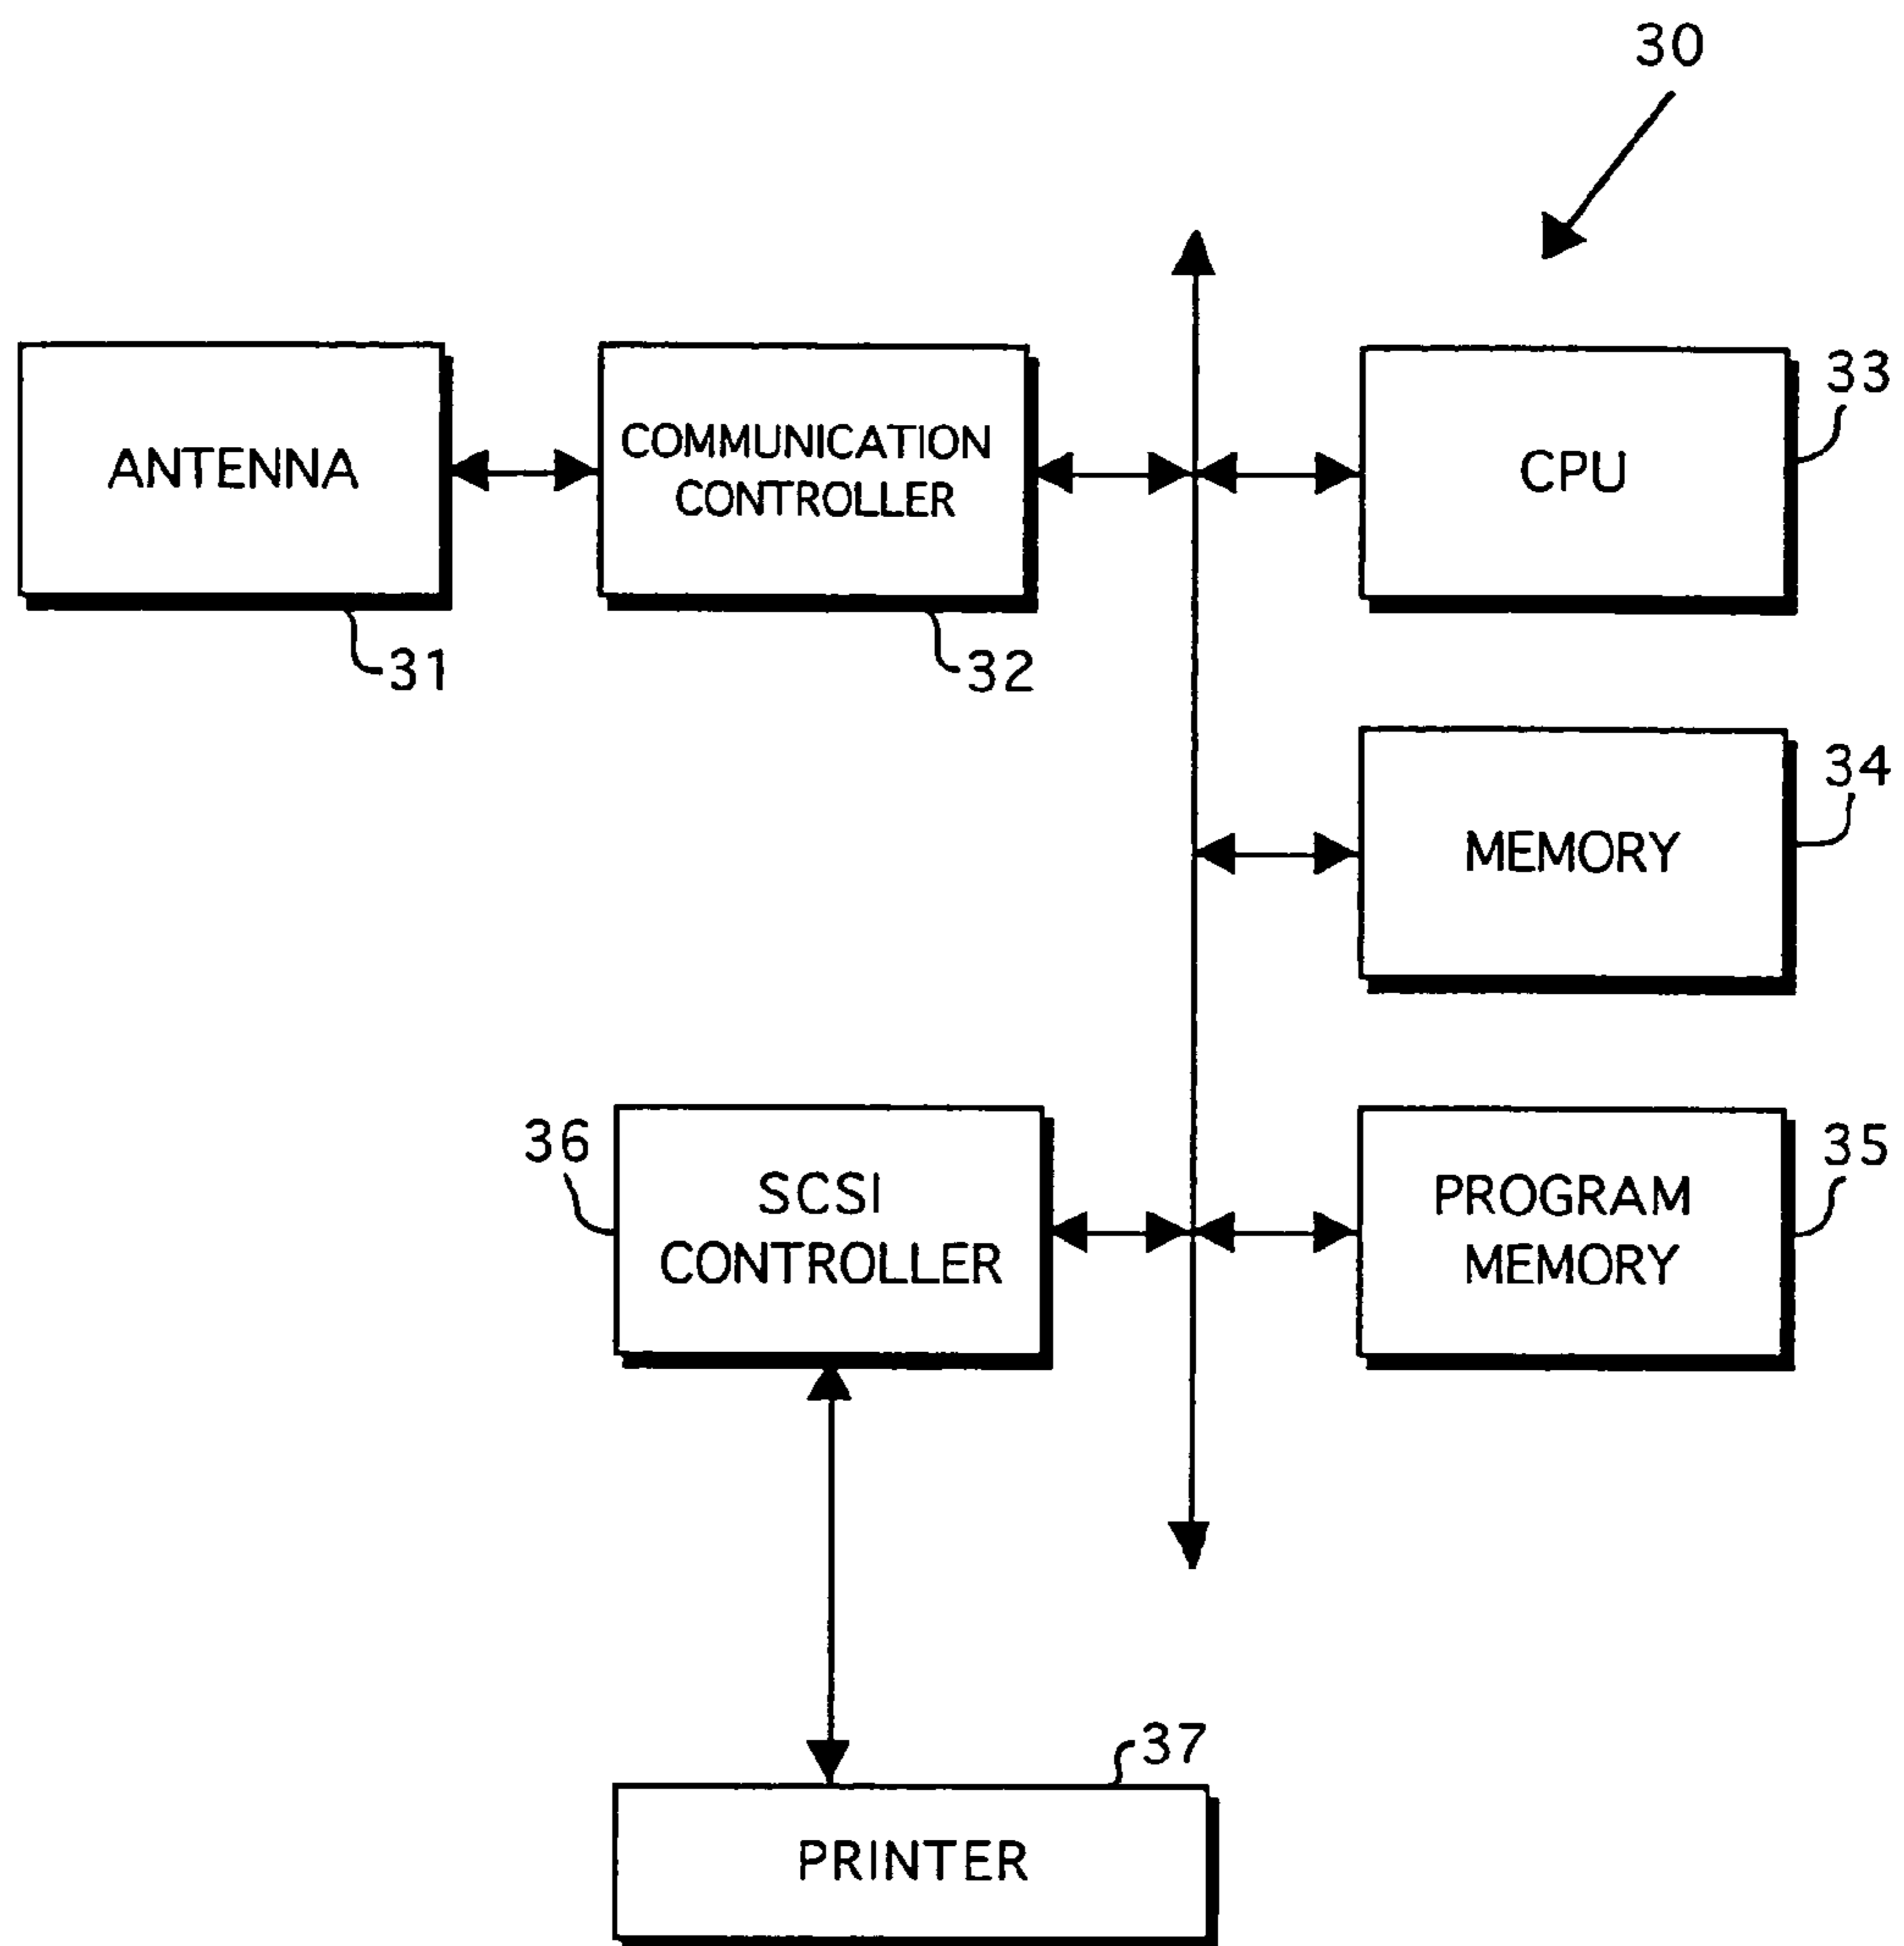 30
ANTENNA
31
COMMUNICATION
CONTROLLER
32
CPU
33
MEMORY
34
36
SCSI
CONTROLLER
PROGRAM
MEMORY
35
37
PRINTER